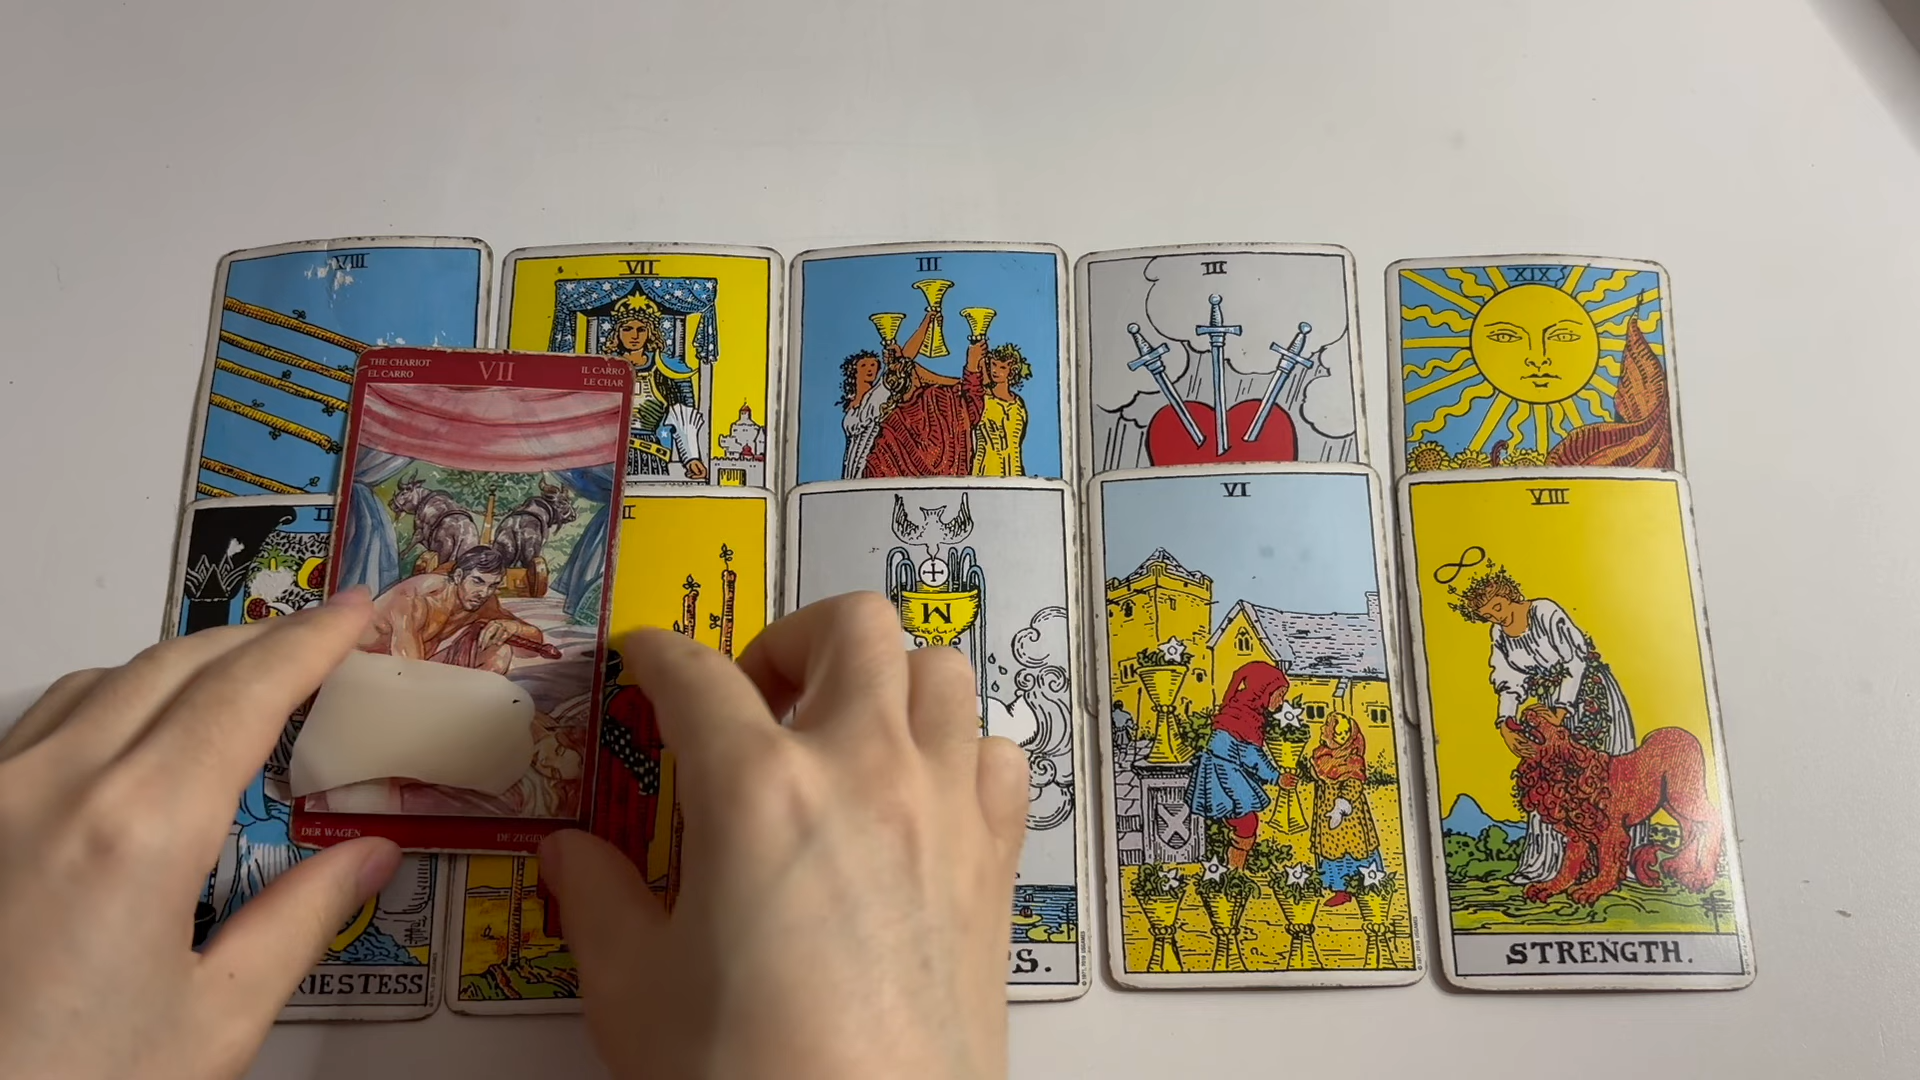 VIII
VII
III
III
XIX
THE CHARIOT
EL CARRO
VII
IL CARRO
LE CHAR
VI
VIII
M
DER WAGEN
STRENGTH.